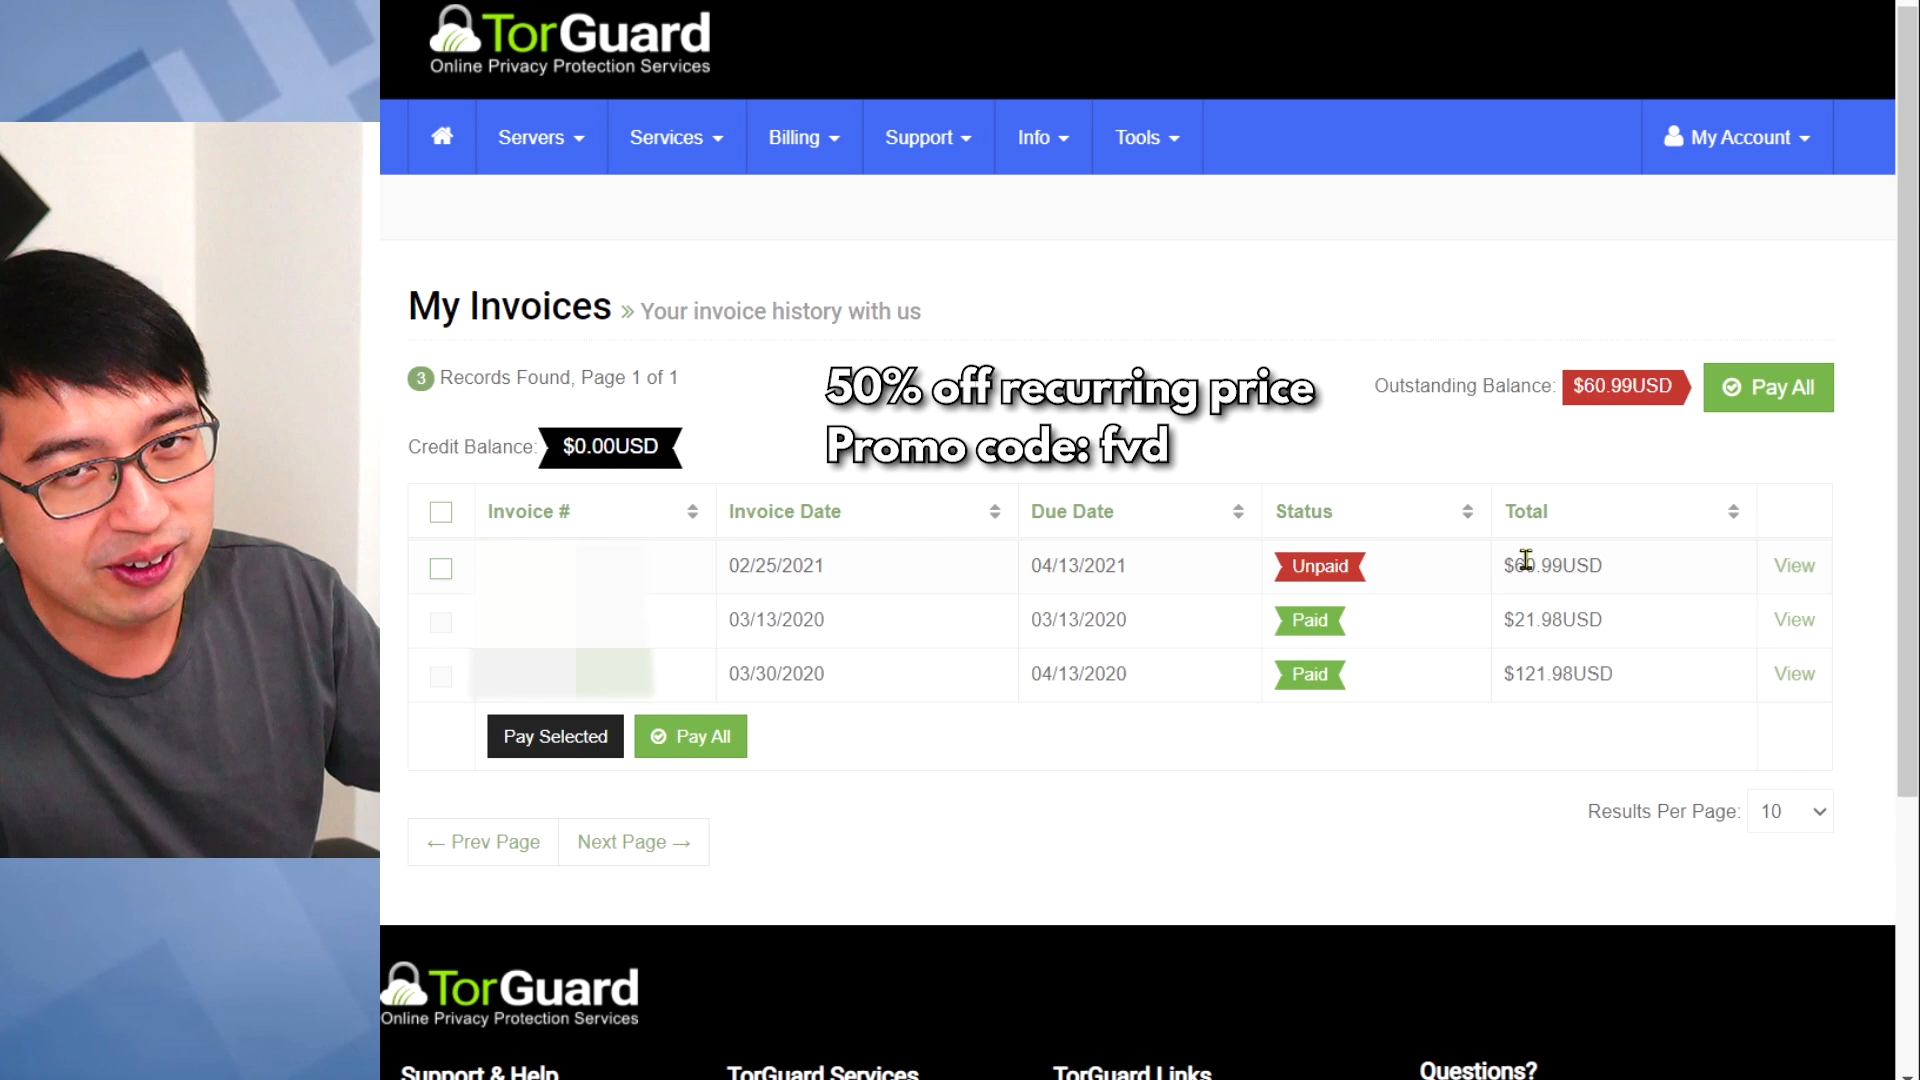 TorGuard
Online Privacy Protection Services
Servers Services Billing Support Info Tools My Account
My Invoices » Your invoice history with us
3 Records Found, Page 1 of 1
50% off recurring price
Outstanding Balance: $60.99USD Pay All
Credit Balance: $0.00USD
Promo code: fvd
Invoice # Invoice Date Due Date Status Total
02/25/2021 04/13/2021 Unpaid $60.99USD View
03/13/2020 03/13/2020 Paid $21.98USD View
03/30/2020 04/13/2020 Paid $121.98USD View
Pay Selected Pay All
Results Per Page: 10
← Prev Page Next Page →
TorGuard
Online Privacy Protection Services
Support & Help TorGuard Services TorGuard Links Questions?